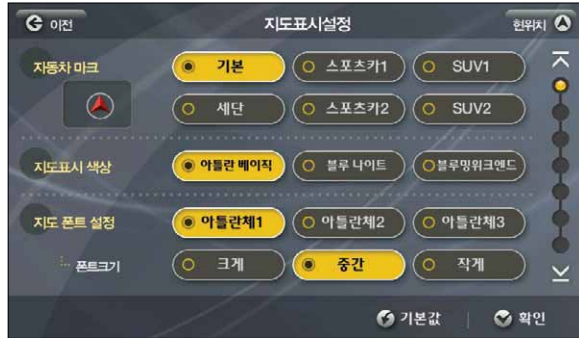 이전 지도표시설정 현위치
자동차 마크 기본 스포츠카1 SUV1
세단 스포츠카2 SUV2
지도표시 색상 아틀란 베이직 블루 나이트 블루밍위크엔드
지도 폰트 설정 아틀란체1 아틀란체2 아틀란체3
폰트크기 크게 중간 작게
기본값 확인